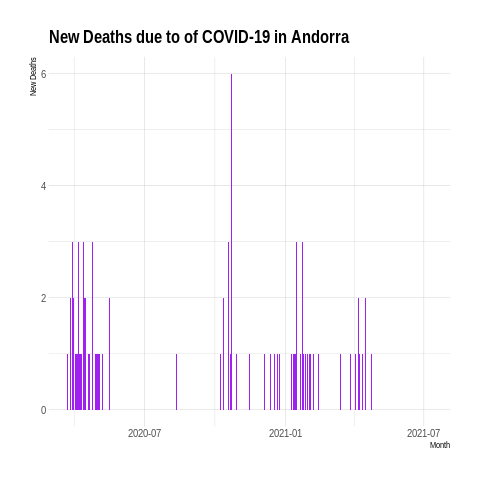 New Deaths due to of COVID-19 in Andorra
New Deaths
6
4
2
0
2020-07
2021-01
2021-07
Month